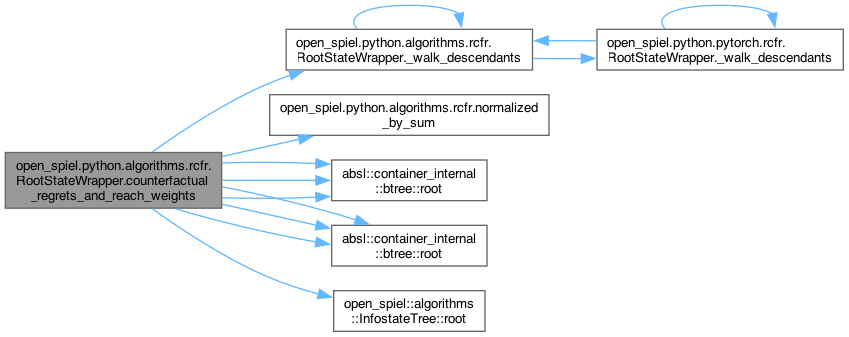 open_spiel.python.algorithms.rcfr.
RootStateWrapper._walk_descendants
open_spiel.python.pytorch.rcfr.
RootStateWrapper._walk_descendants
open_spiel.python.algorithms.rcfr.normalized
_by_sum
open_spiel.python.algorithms.rcfr.
RootStateWrapper.counterfactual
_regrets_and_reach_weights
absl::container_internal
::btree::root
absl::container_internal
::btree::root
open_spiel::algorithms
::InfostateTree::root